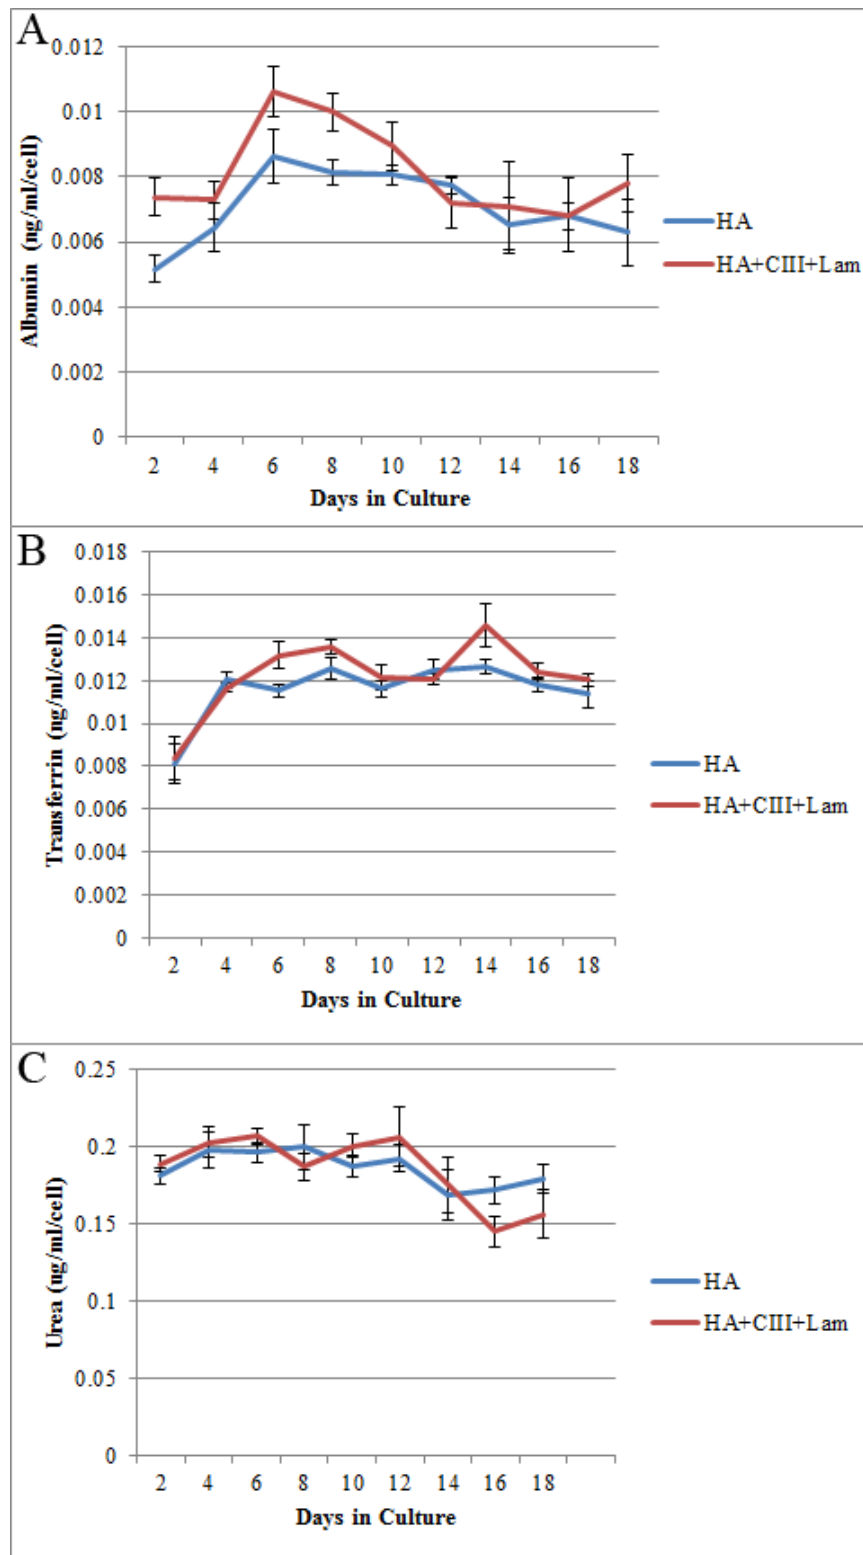 A
0.012
0.01
0.008
0.006
0.004
0.002
0
Albumin (ng/ml/cell)
2 4 6 8 10 12 14 16 18
Days in Culture
HA
HA+CIII+Lam
B
0.018
0.016
0.014
0.012
0.01
0.008
0.006
0.004
0.002
0
Transferrin (ng/ml/cell)
2 4 6 8 10 12 14 16 18
Days in Culture
HA
HA+CIII+Lam
C
0.25
0.2
0.15
0.1
0.05
0
Urea (ug/ml/cell)
2 4 6 8 10 12 14 16 18
Days in Culture
HA
HA+CIII+Lam